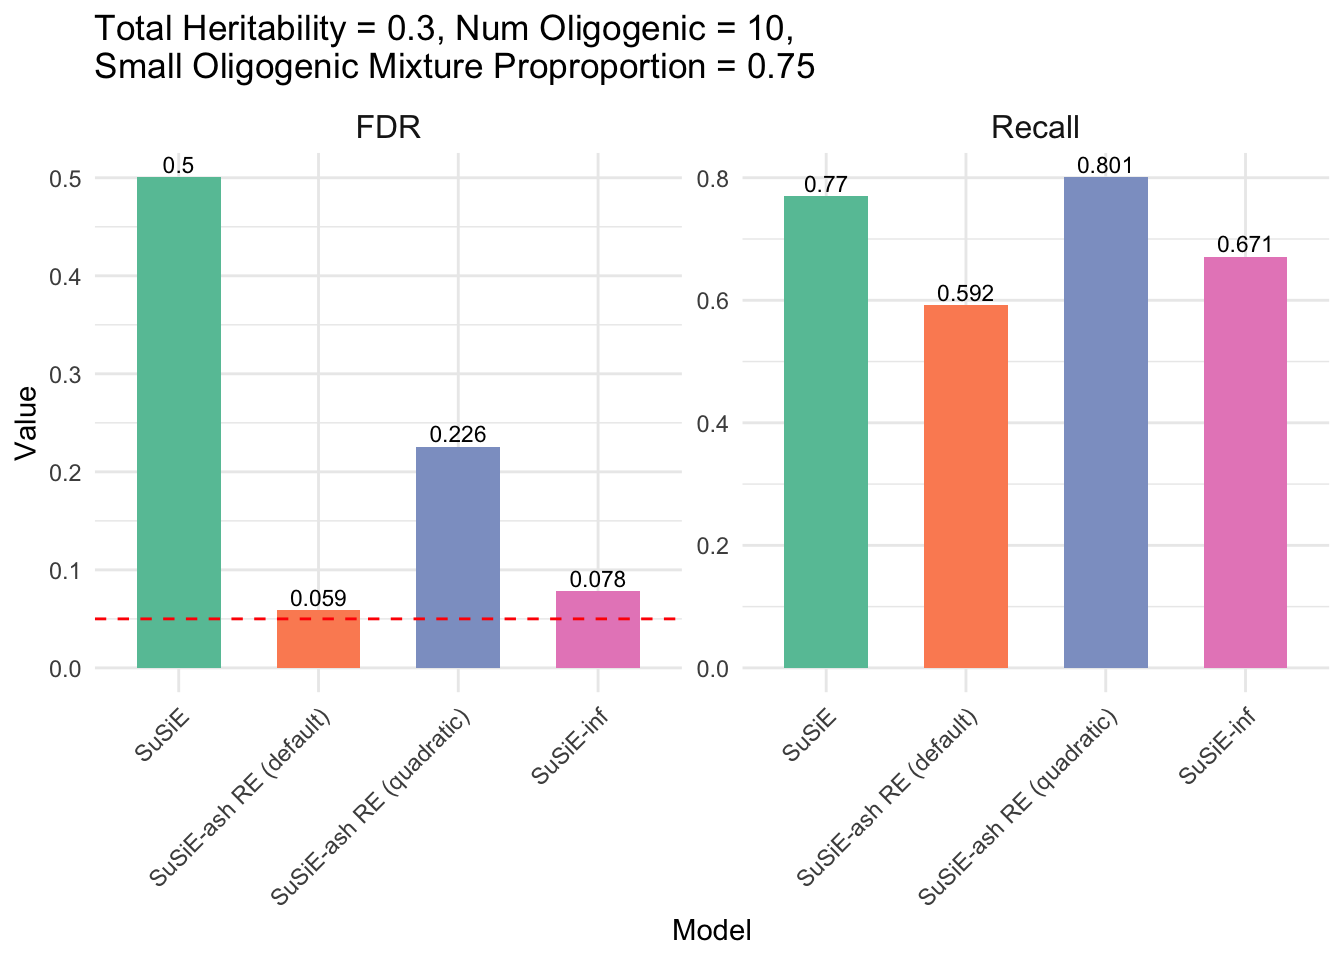 Total Heritability = 0.3, Num Oligogenic = 10,
Small Oligogenic Mixture Proproportion = 0.75
FDR
Recall
Value
0.5
0.4
0.3
0.2
0.1
0.0
0.5
0.059
0.226
0.078
0.8
0.6
0.4
0.2
0.0
0.77
0.592
0.801
0.671
SuSiE
SuSiE-ash RE (default)
SuSiE-ash RE (quadratic)
SuSiE-inf
SuSiE
SuSiE-ash RE (default)
SuSiE-ash RE (quadratic)
SuSiE-inf
Model